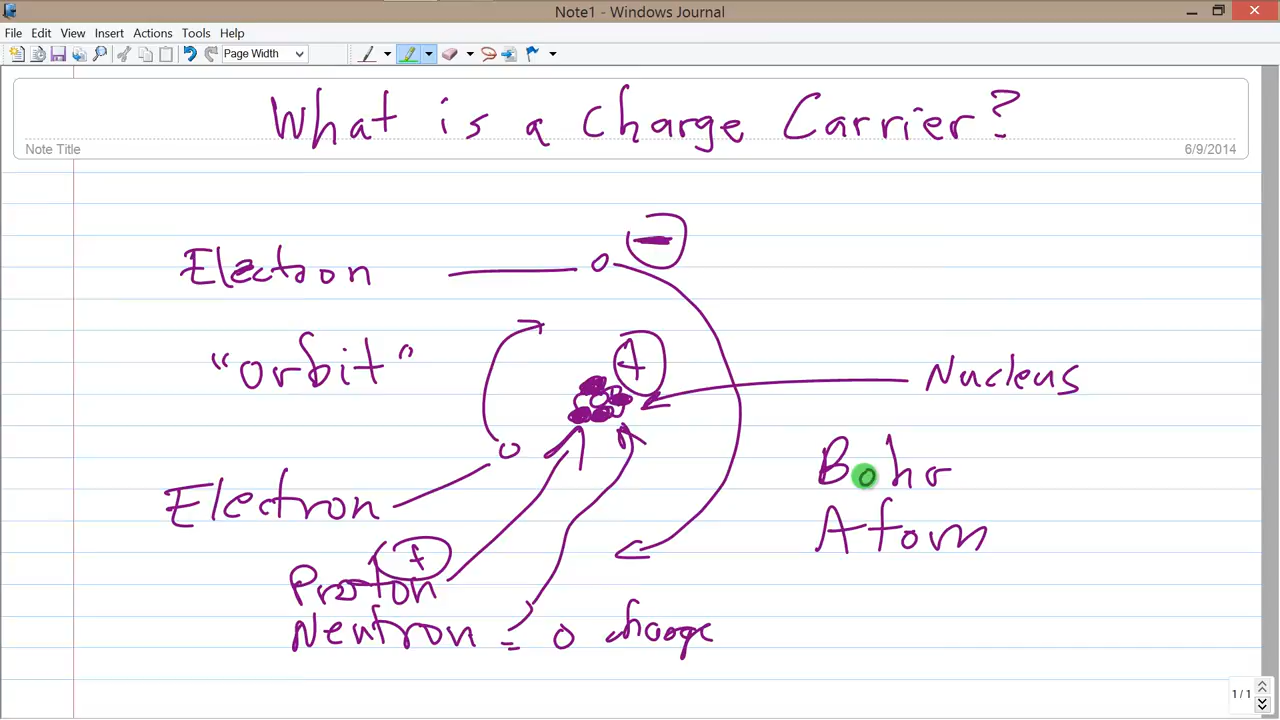 Note1 - Windows Journal
File Edit View Insert Actions Tools Help
Page Width
What is a Charge Carrier?
Note Title
6/9/2014
−
Electron
"Orbit"
+
Nucleus
Bohr
Electron
Atom
+
Proton
Neutron = 0 charge
1/1